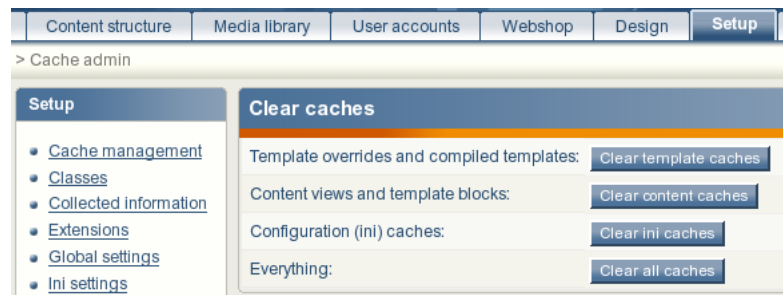 Content structure Media library User accounts Webshop Design Setup
> Cache admin
Setup
Cache management
Classes
Collected information
Extensions
Global settings
Ini settings
Clear caches
Template overrides and compiled templates: Clear template caches
Content views and template blocks: Clear content caches
Configuration (ini) caches: Clear ini caches
Everything: Clear all caches